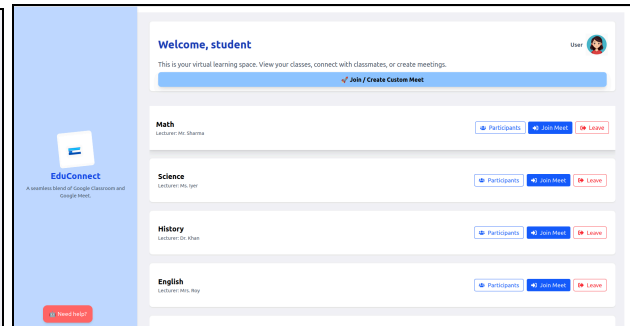 Welcome, student
User
This is your virtual learning space. View your classes, connect with classmates, or create meetings.
🚀 Join / Create Custom Meet
EduConnect
A seamless blend of Google Classroom and
Google Meet.
Need help?
Math
Lecturer: Mr. Sharma
Participants Join Meet Leave
Science
Lecturer: Ms. Iyer
Participants Join Meet Leave
History
Lecturer: Dr. Khan
Participants Join Meet Leave
English
Lecturer: Mrs. Roy
Participants Join Meet Leave